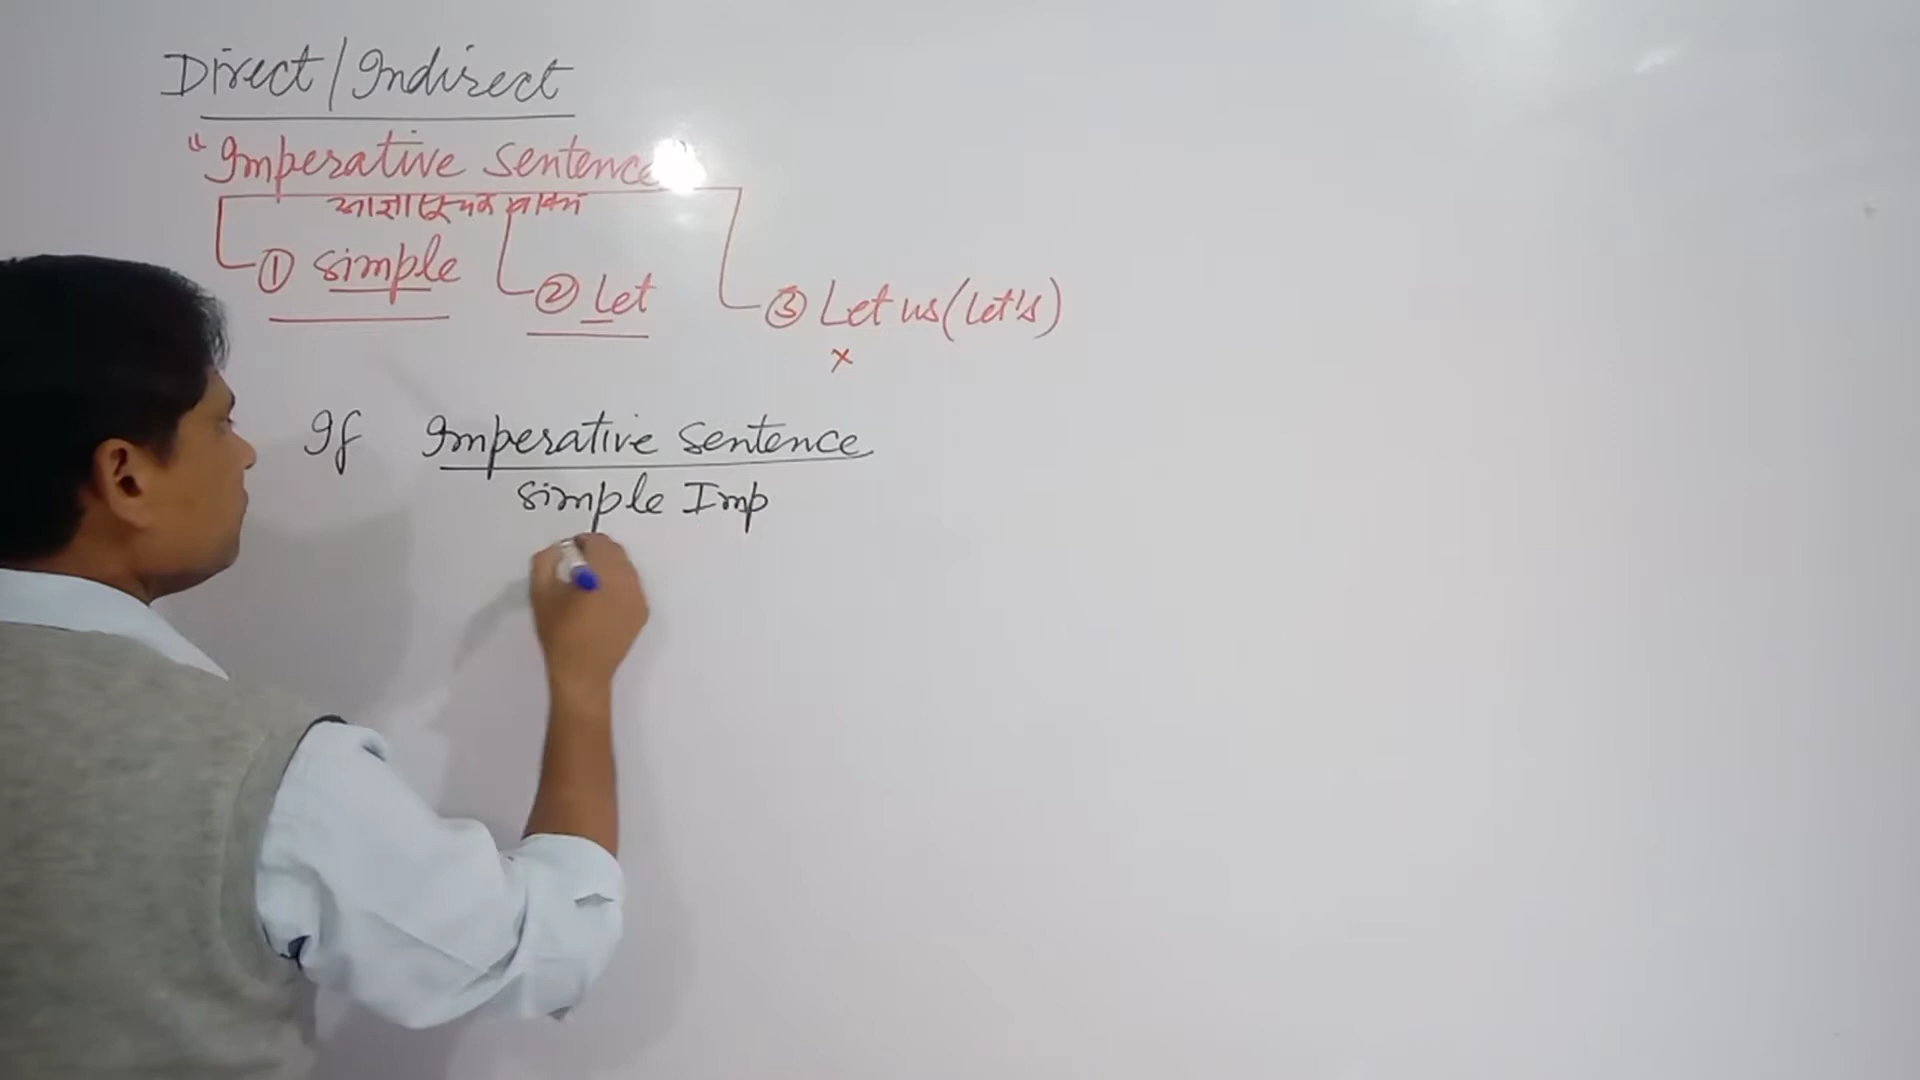 Direct/Indirect
"Imperative Sentence"
आज्ञासूचक वाक्य
① Simple
② Let
③ Let us (Let's)
×
If Imperative Sentence
Simple Imp